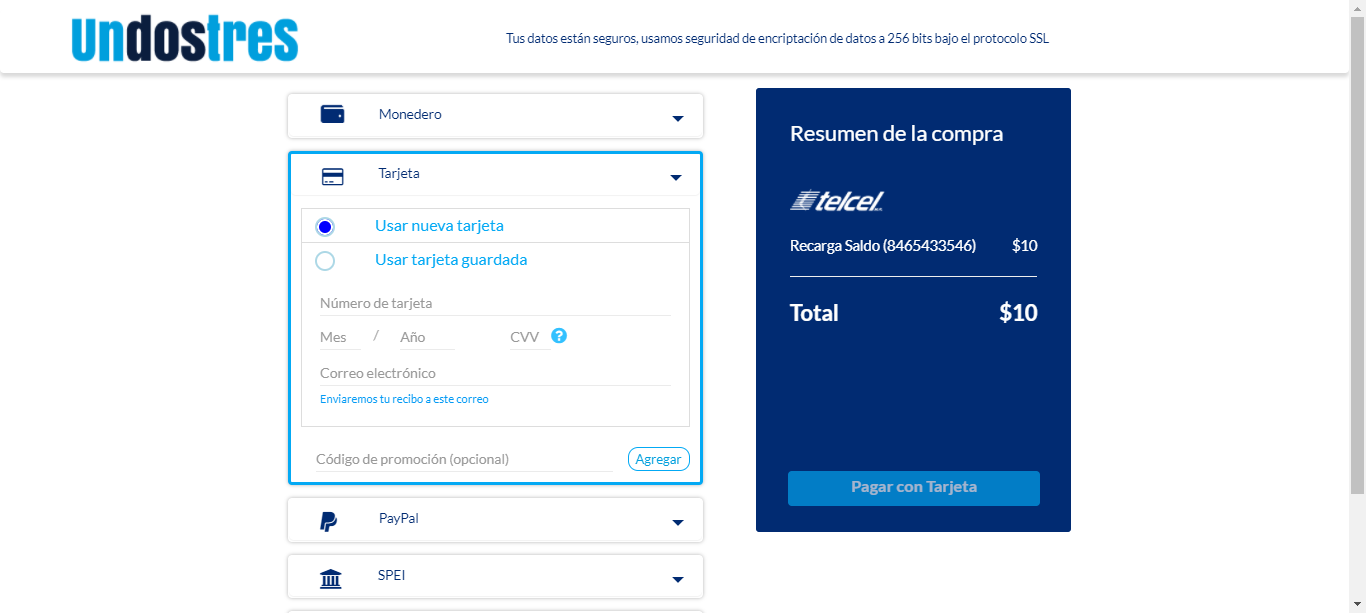 undostres
Tus datos están seguros, usamos seguridad de encriptación de datos a 256 bits bajo el protocolo SSL
Monedero
Tarjeta
Usar nueva tarjeta
Usar tarjeta guardada
Número de tarjeta
Mes / Año CVV ?
Correo electrónico
Enviaremos tu recibo a este correo
Código de promoción (opcional) Agregar
PayPal
SPEI
Resumen de la compra
telcel
Recarga Saldo (8465433546) $10
Total $10
Pagar con Tarjeta